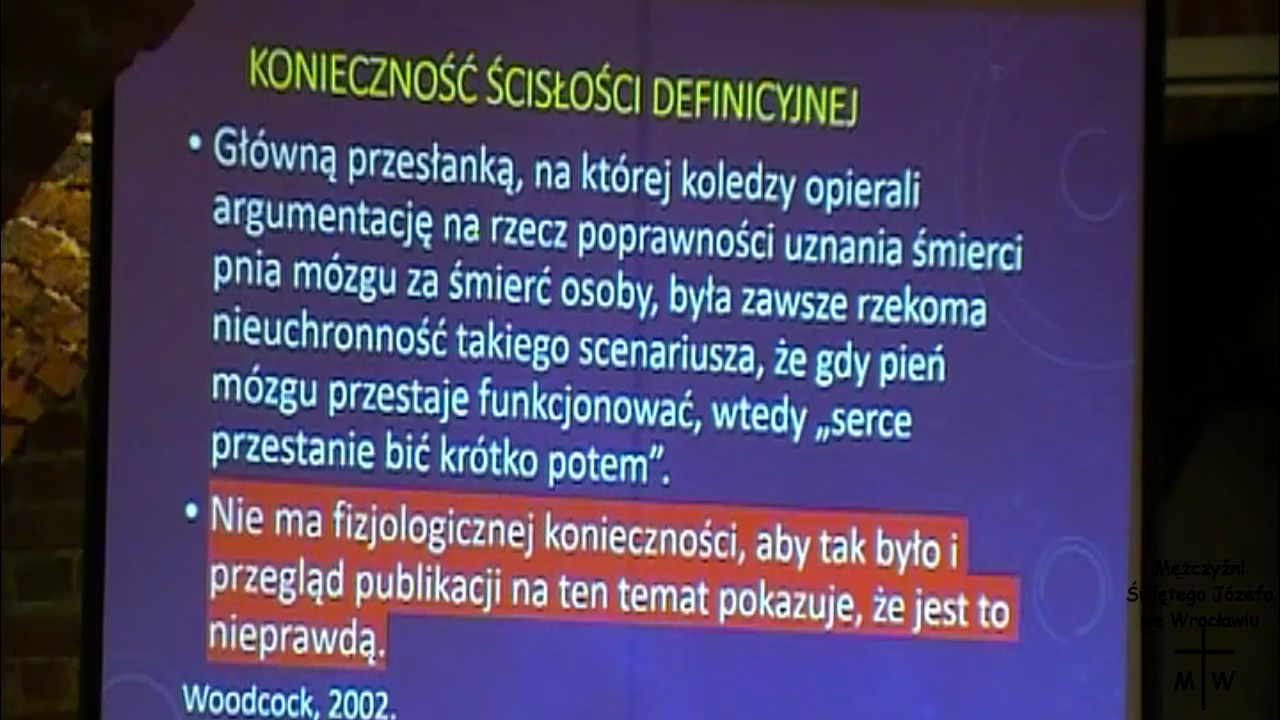 KONIECZNOŚĆ ŚCISŁOŚCI DEFINICYJNEJ
• Główną przesłanką, na której koledzy opierali
argumentację na rzecz poprawności uznania śmierci
pnia mózgu za śmierć osoby, była zawsze rzekoma
nieuchronność takiego scenariusza, że gdy pień
mózgu przestaje funkcjonować, wtedy „serce
przestanie bić krótko potem”.
• Nie ma fizjologicznej konieczności, aby tak było i
przegląd publikacji na ten temat pokazuje, że jest to
nieprawdą.
Woodcock, 2002.
Mężczyźni
Świętego Józefa
we Wrocławiu
M W